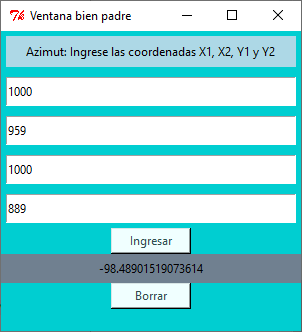 Ventana bien padre
Azimut: Ingrese las coordenadas X1, X2, Y1 y Y2
1000
959
1000
889
Ingresar
-98.48901519073614
Borrar